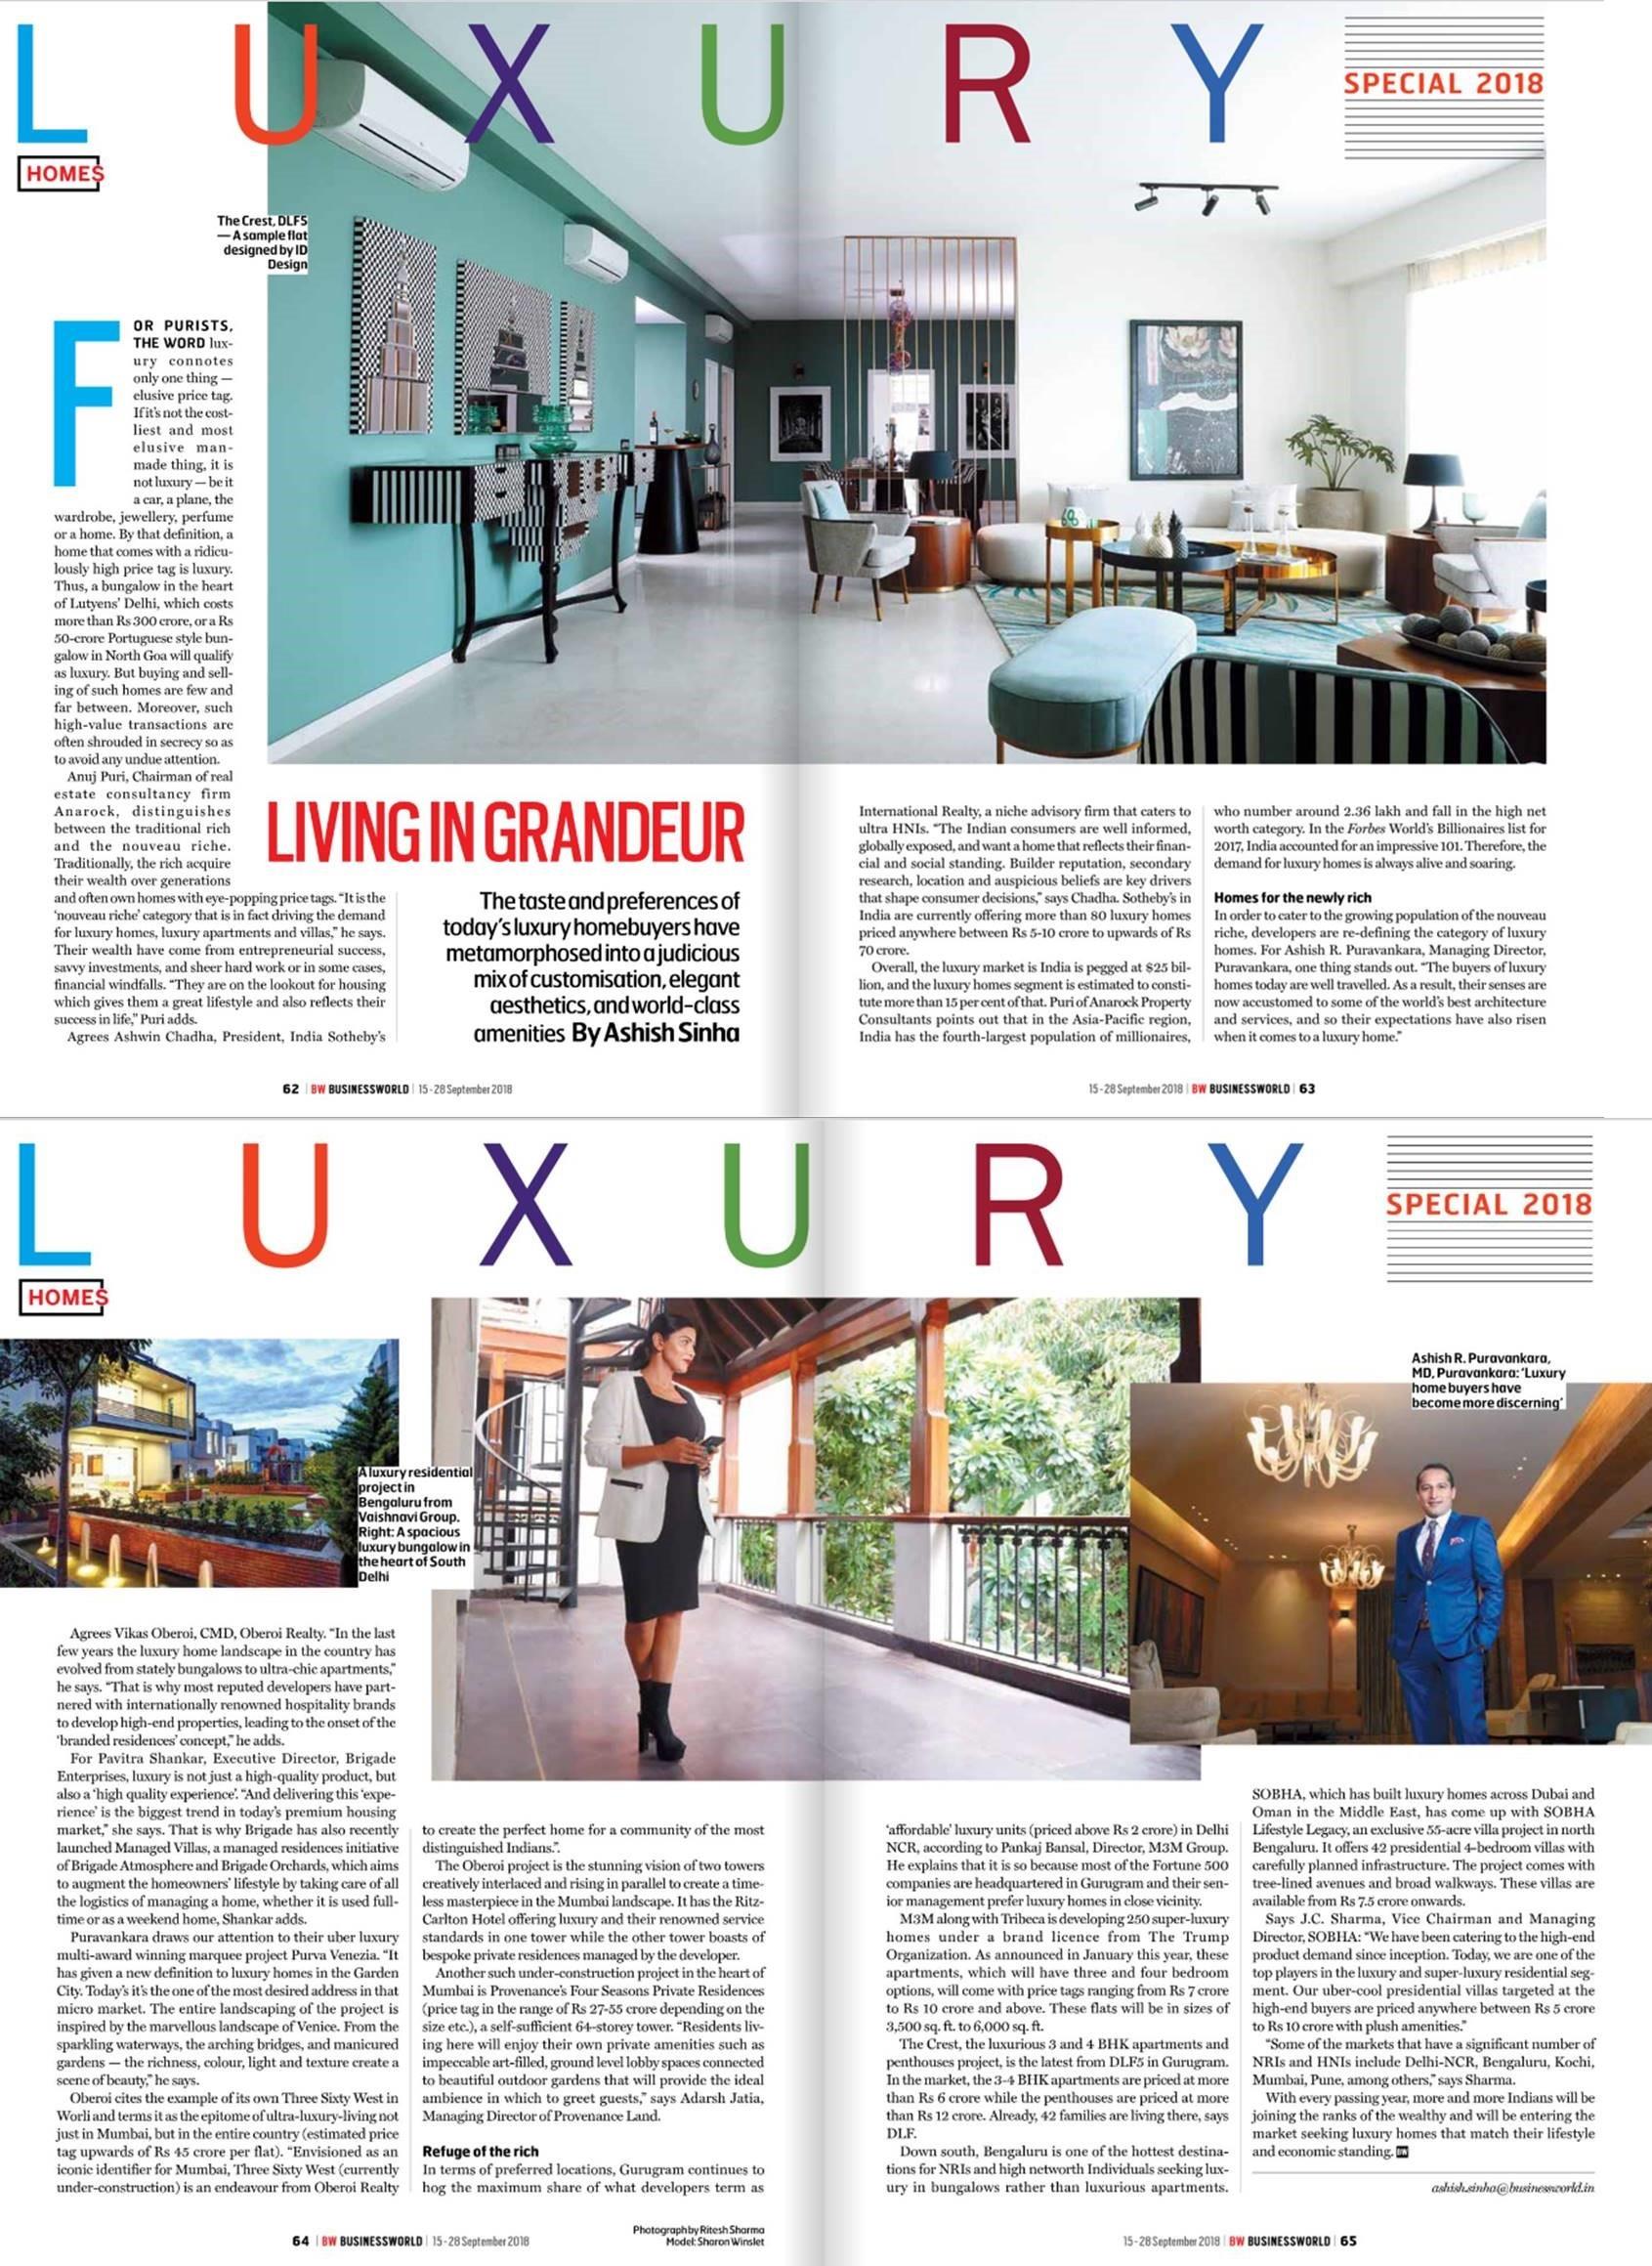 LUXURY
SPECIAL 2018
HOMES
The Crest, DLF5
— A sample flat
designed by ID
Design
FOR PURISTS,
THE WORD lux-
ury connotes
only one thing —
elusive price tag.
If it's not the cost-
liest and most
elusive man-
made thing, it is
not luxury — be it
a car, a plane, the
wardrobe, jewellery, perfume
or a home. By that definition, a
home that comes with a ridicu-
lously high price tag is luxury.
Thus, a bungalow in the heart
of Lutyens' Delhi, which costs
more than Rs 300 crore, or a Rs
50-crore Portuguese style bun-
galow in North Goa will qualify
as luxury. But buying and sell-
ing of such homes are few and
far between. Moreover, such
high-value transactions are
often shrouded in secrecy so as
to avoid any undue attention.
Anuj Puri, Chairman of real
estate consultancy firm
Anarock, distinguishes
between the traditional rich
and the nouveau riche.
Traditionally, the rich acquire
their wealth over generations
and often own homes with eye-popping price tags. “It is the
‘nouveau riche’ category that is in fact driving the demand
for luxury homes, luxury apartments and villas,” he says.
Their wealth have come from entrepreneurial success,
savvy investments, and sheer hard work or in some cases,
financial windfalls. “They are on the lookout for housing
which gives them a great lifestyle and also reflects their
success in life,” Puri adds.
Agrees Ashwin Chadha, President, India Sotheby's
LIVING IN GRANDEUR
The taste and preferences of
today's luxury homebuyers have
metamorphosed into a judicious
mix of customisation, elegant
aesthetics, and world-class
amenities By Ashish Sinha
International Realty, a niche advisory firm that caters to
ultra HNIs. “The Indian consumers are well informed,
globally exposed, and want a home that reflects their finan-
cial and social standing. Builder reputation, secondary
research, location and auspicious beliefs are key drivers
that shape consumer decisions,” says Chadha. Sotheby's in
India are currently offering more than 80 luxury homes
priced anywhere between Rs 5-10 crore to upwards of Rs
70 crore.
Overall, the luxury market is India is pegged at $25 bil-
lion, and the luxury homes segment is estimated to consti-
tute more than 15 per cent of that. Puri of Anarock Property
Consultants points out that in the Asia-Pacific region,
India has the fourth-largest population of millionaires,
who number around 2.36 lakh and fall in the high net
worth category. In the Forbes World's Billionaires list for
2017, India accounted for an impressive 101. Therefore, the
demand for luxury homes is always alive and soaring.
Homes for the newly rich
In order to cater to the growing population of the nouveau
riche, developers are re-defining the category of luxury
homes. For Ashish R. Puravankara, Managing Director,
Puravankara, one thing stands out. “The buyers of luxury
homes today are well travelled. As a result, their senses are
now accustomed to some of the world's best architecture
and services, and so their expectations have also risen
when it comes to a luxury home.”
62 | BW BUSINESSWORLD | 15-28 September 2018
15-28 September 2018 | BW BUSINESSWORLD | 63
LUXURY
SPECIAL 2018
HOMES
A luxury residential
project in
Bengaluru from
Vaishnavi Group.
Right: A spacious
luxury bungalow in
the heart of South
Delhi
Ashish R. Puravankara,
MD, Puravankara: ‘Luxury
home buyers have
become more discerning’
Agrees Vikas Oberoi, CMD, Oberoi Realty. “In the last
few years the luxury home landscape in the country has
evolved from stately bungalows to ultra-chic apartments,”
he says. “That is why most reputed developers have part-
nered with internationally renowned hospitality brands
to develop high-end properties, leading to the onset of the
‘branded residences’ concept,” he adds.
For Pavitra Shankar, Executive Director, Brigade
Enterprises, luxury is not just a high-quality product, but
also a ‘high quality experience’. “And delivering this ‘expe-
rience’ is the biggest trend in today's premium housing
market,” she says. That is why Brigade has also recently
launched Managed Villas, a managed residences initiative
of Brigade Atmosphere and Brigade Orchards, which aims
to augment the homeowners' lifestyle by taking care of all
the logistics of managing a home, whether it is used full-
time or as a weekend home, Shankar adds.
Puravankara draws our attention to their uber luxury
multi-award winning marquee project Purva Venezia. “It
has given a new definition to luxury homes in the Garden
City. Today's it's the one of the most desired address in that
micro market. The entire landscaping of the project is
inspired by the marvellous landscape of Venice. From the
sparkling waterways, the arching bridges, and manicured
gardens — the richness, colour, light and texture create a
scene of beauty,” he says.
Oberoi cites the example of its own Three Sixty West in
Worli and terms it as the epitome of ultra-luxury-living not
just in Mumbai, but in the entire country (estimated price
tag upwards of Rs 45 crore per flat). “Envisioned as an
iconic identifier for Mumbai, Three Sixty West (currently
under-construction) is an endeavour from Oberoi Realty
to create the perfect home for a community of the most
distinguished Indians.”.
The Oberoi project is the stunning vision of two towers
creatively interlaced and rising in parallel to create a time-
less masterpiece in the Mumbai landscape. It has the Ritz-
Carlton Hotel offering luxury and their renowned service
standards in one tower while the other tower boasts of
bespoke private residences managed by the developer.
Another such under-construction project in the heart of
Mumbai is Provenance's Four Seasons Private Residences
(price tag in the range of Rs 27-55 crore depending on the
size etc.), a self-sufficient 64-storey tower. “Residents liv-
ing here will enjoy their own private amenities such as
impeccable art-filled, ground level lobby spaces connected
to beautiful outdoor gardens that will provide the ideal
ambience in which to greet guests,” says Adarsh Jatia,
Managing Director of Provenance Land.
Refuge of the rich
In terms of preferred locations, Gurugram continues to
hog the maximum share of what developers term as
‘affordable’ luxury units (priced above Rs 2 crore) in Delhi
NCR, according to Pankaj Bansal, Director, M3M Group.
He explains that it is so because most of the Fortune 500
companies are headquartered in Gurugram and their sen-
ior management prefer luxury homes in close vicinity.
M3M along with Tribeca is developing 250 super-luxury
homes under a brand licence from The Trump
Organization. As announced in January this year, these
apartments, which will have three and four bedroom
options, will come with price tags ranging from Rs 7 crore
to Rs 10 crore and above. These flats will be in sizes of
3,500 sq. ft. to 6,000 sq. ft.
The Crest, the luxurious 3 and 4 BHK apartments and
penthouses project, is the latest from DLF5 in Gurugram.
In the market, the 3-4 BHK apartments are priced at more
than Rs 6 crore while the penthouses are priced at more
than Rs 12 crore. Already, 42 families are living there, says
DLF.
Down south, Bengaluru is one of the hottest destina-
tions for NRIs and high networth Individuals seeking lux-
ury in bungalows rather than luxurious apartments.
SOBHA, which has built luxury homes across Dubai and
Oman in the Middle East, has come up with SOBHA
Lifestyle Legacy, an exclusive 55-acre villa project in north
Bengaluru. It offers 42 presidential 4-bedroom villas with
carefully planned infrastructure. The project comes with
tree-lined avenues and broad walkways. These villas are
available from Rs 7.5 crore onwards.
Says J.C. Sharma, Vice Chairman and Managing
Director, SOBHA: “We have been catering to the high-end
product demand since inception. Today, we are one of the
top players in the luxury and super-luxury residential seg-
ment. Our uber-cool presidential villas targeted at the
high-end buyers are priced anywhere between Rs 5 crore
to Rs 10 crore with plush amenities.”
“Some of the markets that have a significant number of
NRIs and HNIs include Delhi-NCR, Bengaluru, Kochi,
Mumbai, Pune, among others,” says Sharma.
With every passing year, more and more Indians will be
joining the ranks of the wealthy and will be entering the
market seeking luxury homes that match their lifestyle
and economic standing. BW
ashish.sinha@businessworld.in
Photograph by Ritesh Sharma
Model: Sharon Winslet
64 | BW BUSINESSWORLD | 15-28 September 2018
15-28 September 2018 | BW BUSINESSWORLD | 65